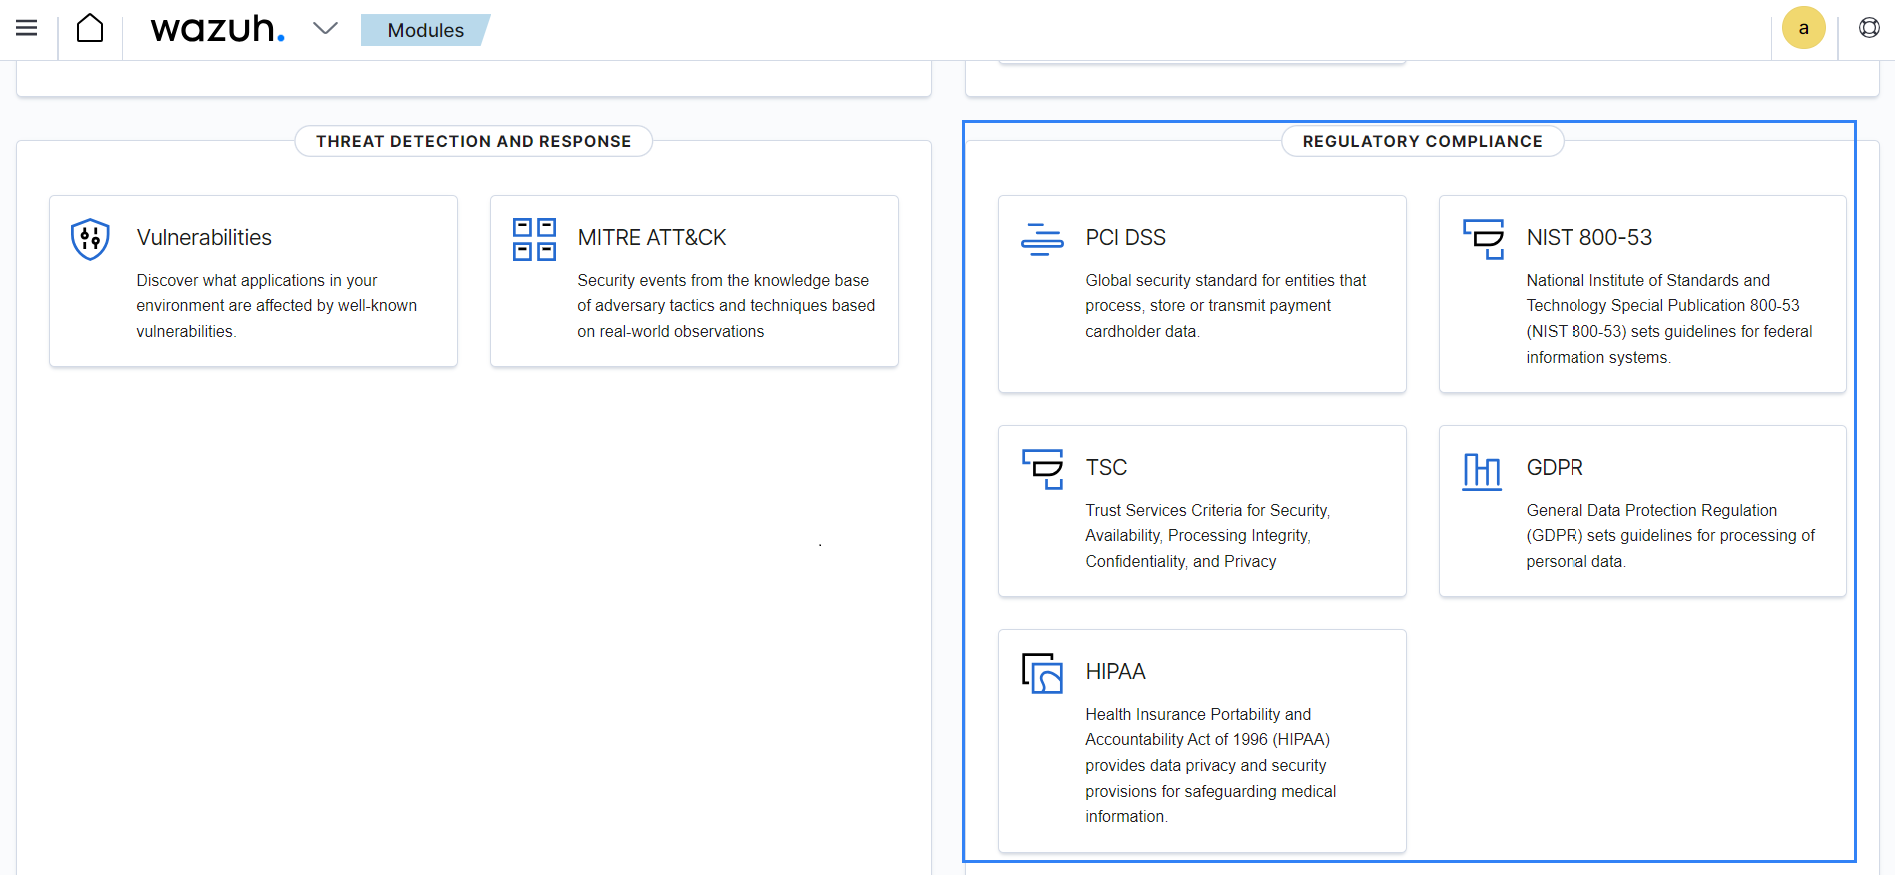 wazuh.
Modules
a
THREAT DETECTION AND RESPONSE
Vulnerabilities
Discover what applications in your
environment are affected by well-known
vulnerabilities.
MITRE ATT&CK
Security events from the knowledge base
of adversary tactics and techniques based
on real-world observations
REGULATORY COMPLIANCE
PCI DSS
Global security standard for entities that
process, store or transmit payment
cardholder data.
NIST 800-53
National Institute of Standards and
Technology Special Publication 800-53
(NIST 800-53) sets guidelines for federal
information systems.
TSC
Trust Services Criteria for Security,
Availability, Processing Integrity,
Confidentiality, and Privacy
GDPR
General Data Protection Regulation
(GDPR) sets guidelines for processing of
personal data.
HIPAA
Health Insurance Portability and
Accountability Act of 1996 (HIPAA)
provides data privacy and security
provisions for safeguarding medical
information.